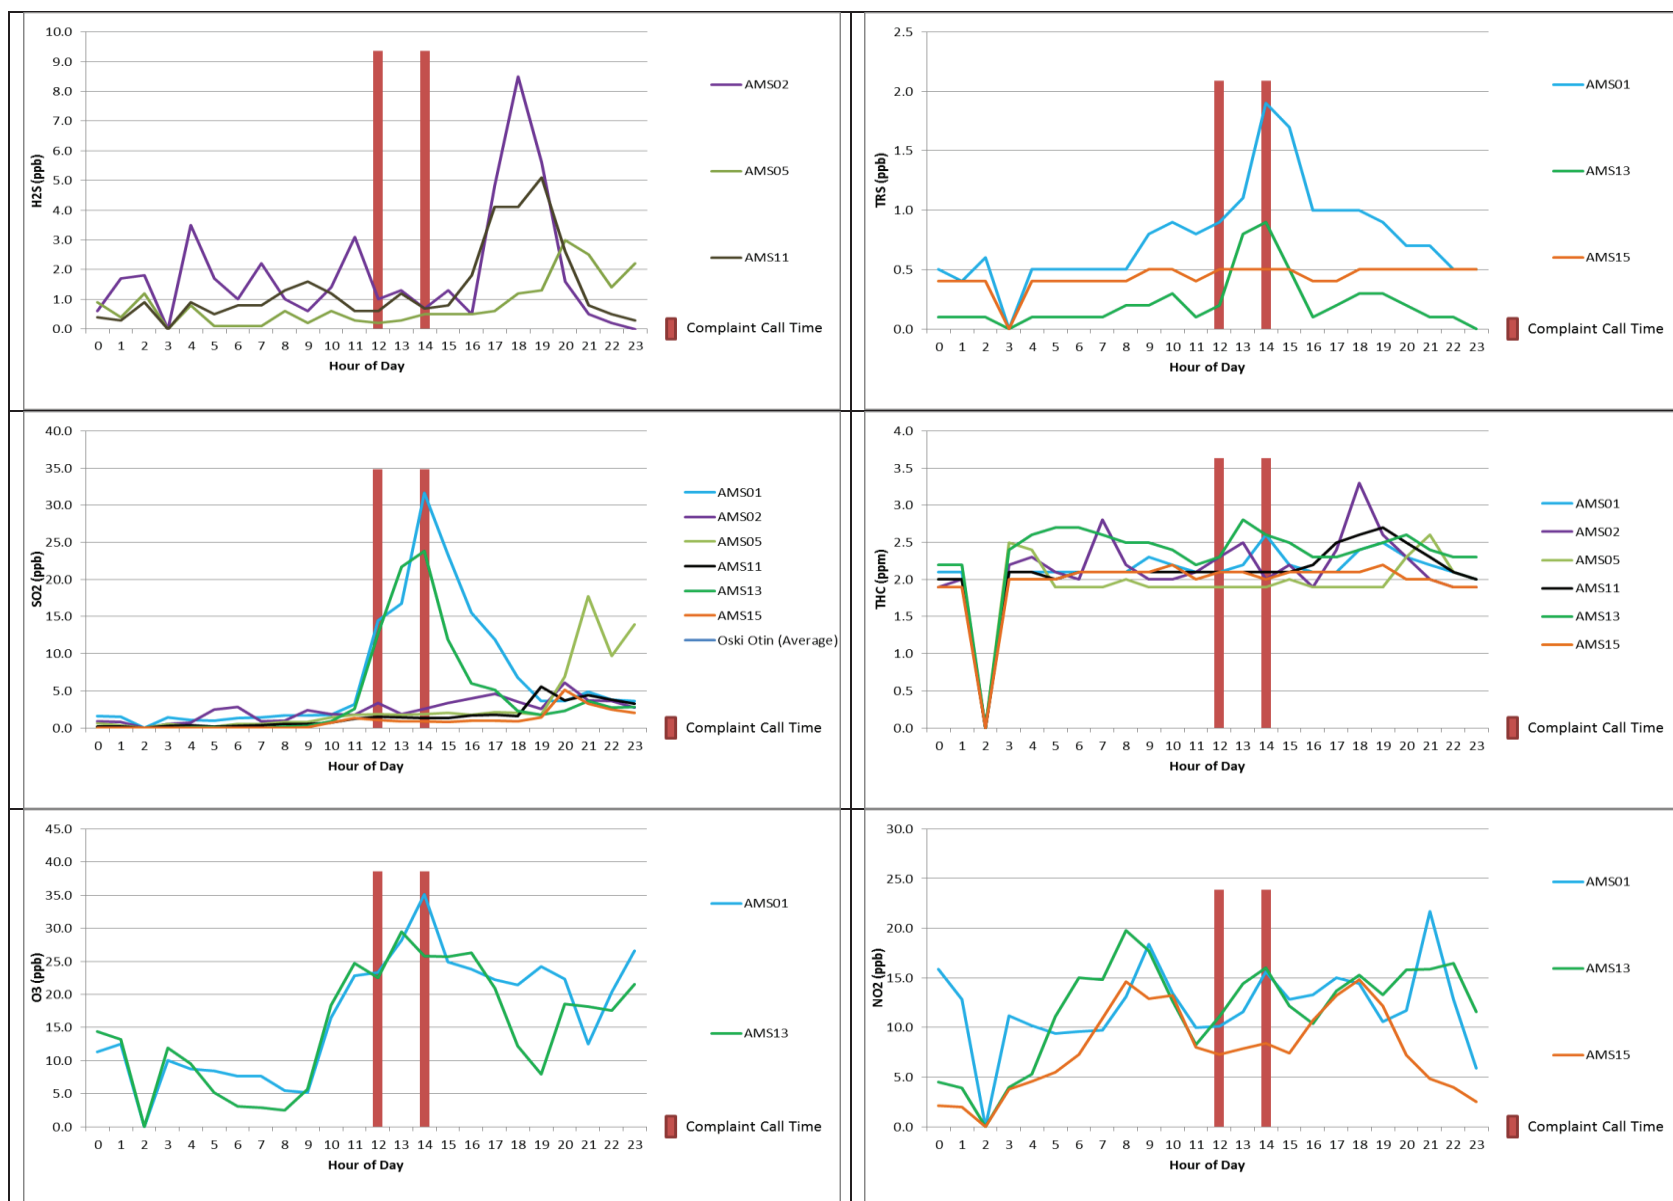 10.0
9.0
8.0
7.0
6.0
5.0
4.0
3.0
2.0
1.0
0.0
H2S (ppb)
0 1 2 3 4 5 6 7 8 9 10 11 12 13 14 15 16 17 18 19 20 21 22 23
Hour of Day
AMS02
AMS05
AMS11
Complaint Call Time
2.5
2.0
1.5
1.0
0.5
0.0
TRS (ppb)
0 1 2 3 4 5 6 7 8 9 10 11 12 13 14 15 16 17 18 19 20 21 22 23
Hour of Day
AMS01
AMS13
AMS15
Complaint Call Time
40.0
35.0
30.0
25.0
20.0
15.0
10.0
5.0
0.0
SO2 (ppb)
0 1 2 3 4 5 6 7 8 9 10 11 12 13 14 15 16 17 18 19 20 21 22 23
Hour of Day
AMS01
AMS02
AMS05
AMS11
AMS13
AMS15
Oski Otin (Average)
Complaint Call Time
4.0
3.5
3.0
2.5
2.0
1.5
1.0
0.5
0.0
THC (ppm)
0 1 2 3 4 5 6 7 8 9 10 11 12 13 14 15 16 17 18 19 20 21 22 23
Hour of Day
AMS01
AMS02
AMS05
AMS11
AMS13
AMS15
Complaint Call Time
45.0
40.0
35.0
30.0
25.0
20.0
15.0
10.0
5.0
0.0
O3 (ppb)
0 1 2 3 4 5 6 7 8 9 10 11 12 13 14 15 16 17 18 19 20 21 22 23
Hour of Day
AMS01
AMS13
Complaint Call Time
30.0
25.0
20.0
15.0
10.0
5.0
0.0
NO2 (ppb)
0 1 2 3 4 5 6 7 8 9 10 11 12 13 14 15 16 17 18 19 20 21 22 23
Hour of Day
AMS01
AMS13
AMS15
Complaint Call Time